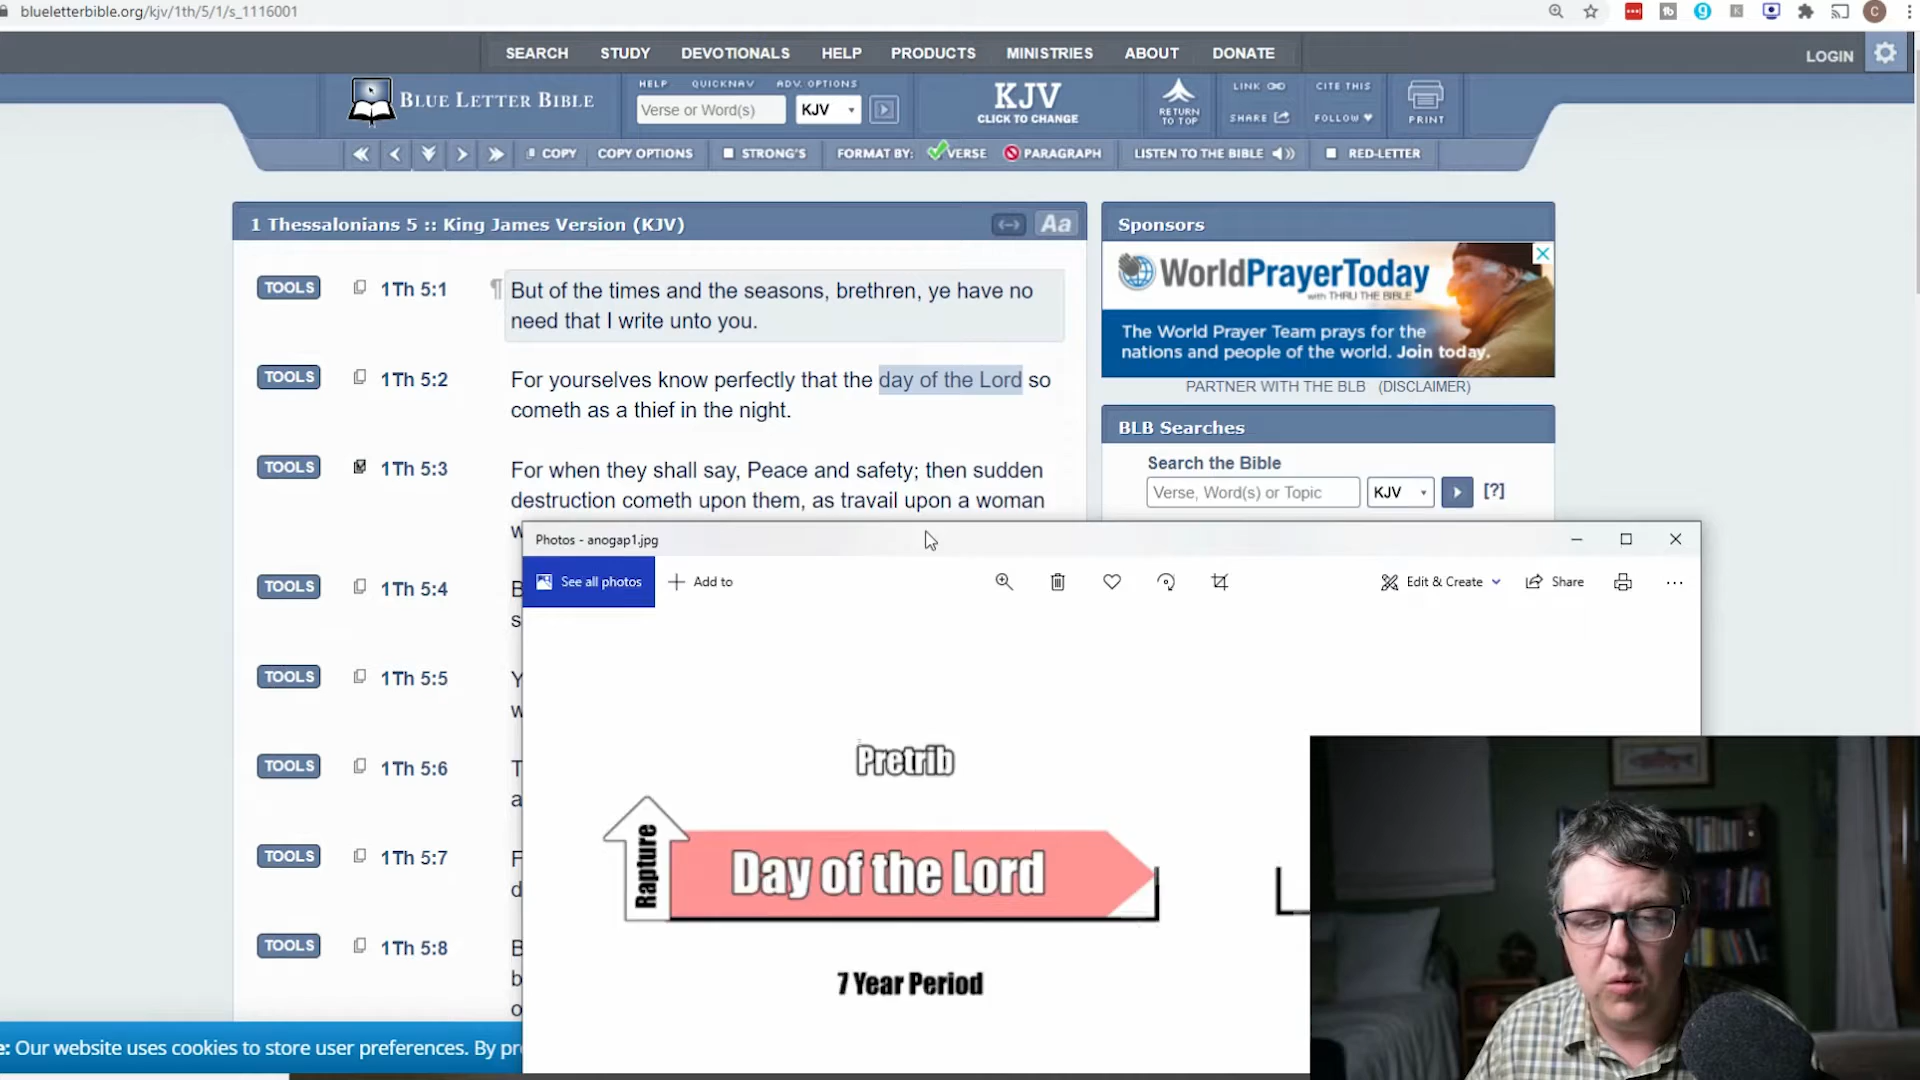 blueletterbible.org/kjv/1th/5/1/s_1116001
SEARCH STUDY DEVOTIONALS HELP PRODUCTS MINISTRIES ABOUT DONATE
LOGIN
BLUE LETTER BIBLE
HELP QUICKNAV ADV. OPTIONS
Verse or Word(s) KJV
KJV
CLICK TO CHANGE
RETURN
TO TOP
LINK
SHARE
CITE THIS
FOLLOW
PRINT
COPY COPY OPTIONS STRONG'S FORMAT BY: VERSE PARAGRAPH LISTEN TO THE BIBLE RED-LETTER
1 Thessalonians 5 :: King James Version (KJV)
Aa
TOOLS 1Th 5:1 ¶ But of the times and the seasons, brethren, ye have no
need that I write unto you.
TOOLS 1Th 5:2 For yourselves know perfectly that the day of the Lord so
cometh as a thief in the night.
TOOLS 1Th 5:3 For when they shall say, Peace and safety; then sudden
destruction cometh upon them, as travail upon a woman
w
TOOLS 1Th 5:4 B
s
TOOLS 1Th 5:5 Y
w
TOOLS 1Th 5:6 T
a
TOOLS 1Th 5:7 F
d
TOOLS 1Th 5:8 B
b
o
Sponsors
WorldPrayerToday
with THRU THE BIBLE
The World Prayer Team prays for the
nations and people of the world. Join today.
PARTNER WITH THE BLB (DISCLAIMER)
BLB Searches
Search the Bible
Verse, Word(s) or Topic KJV [?]
Photos - anogap1.jpg
See all photos Add to Edit & Create Share
Pretrib
Rapture
Day of the Lord
7 Year Period
e: Our website uses cookies to store user preferences. By pr
C